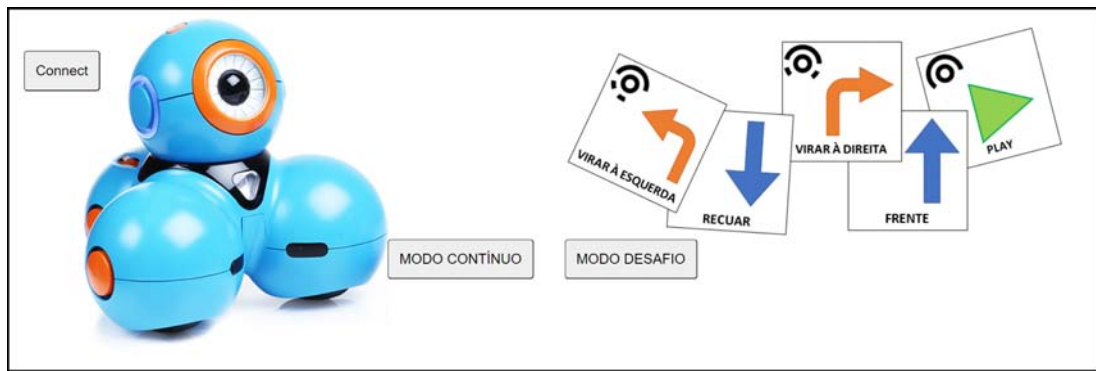 Connect
VIRAR À ESQUERDA
RECUAR
VIRAR À DIREITA
FRENTE
PLAY
MODO CONTÍNUO
MODO DESAFIO